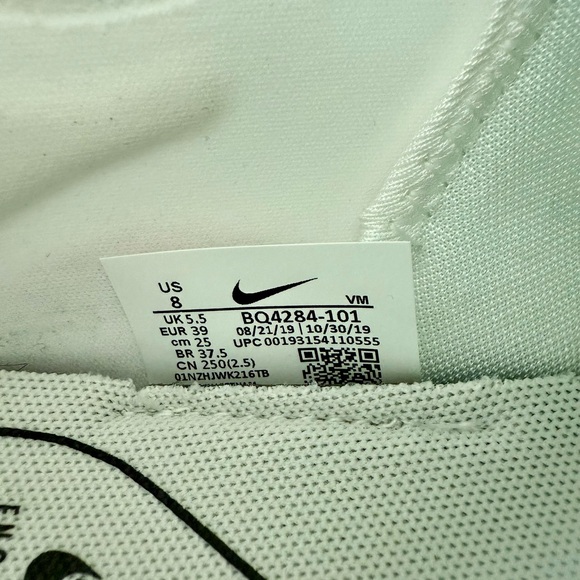 US
8
VM
UK 5.5
EUR 39
cm 25
BR 37.5
CN 250(2.5)
01NZHJWK216TB
BQ4284-101
08/21/19 | 10/30/19
UPC 00193154110555